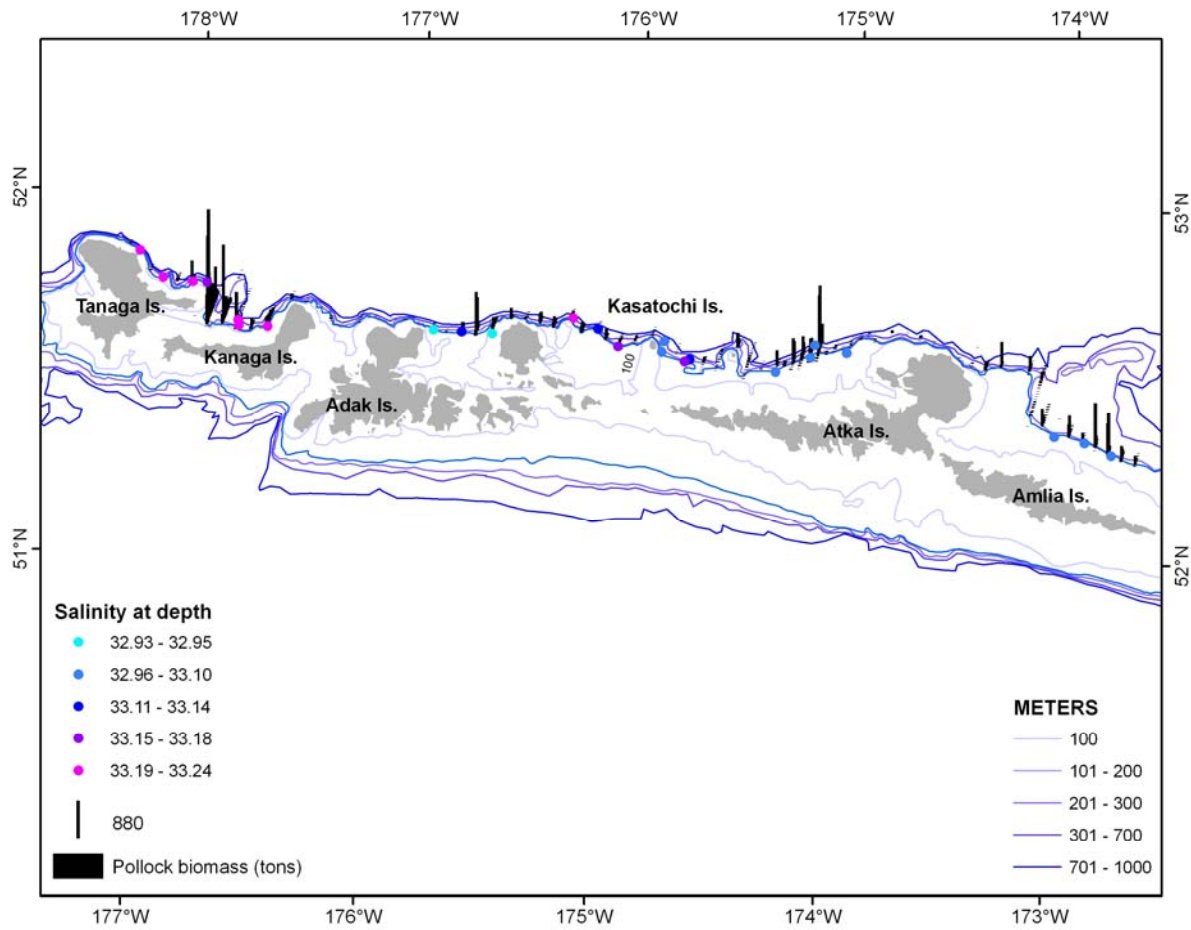 178°W 177°W 176°W 175°W 174°W
52°N
53°N
Tanaga Is.
Kasatochi Is.
Kanaga Is.
100
Adak Is.
Atka Is.
Amlia Is.
51°N
52°N
Salinity at depth
32.93 - 32.95
32.96 - 33.10
33.11 - 33.14
33.15 - 33.18
33.19 - 33.24
880
Pollock biomass (tons)
METERS
100
101 - 200
201 - 300
301 - 700
701 - 1000
177°W 176°W 175°W 174°W 173°W